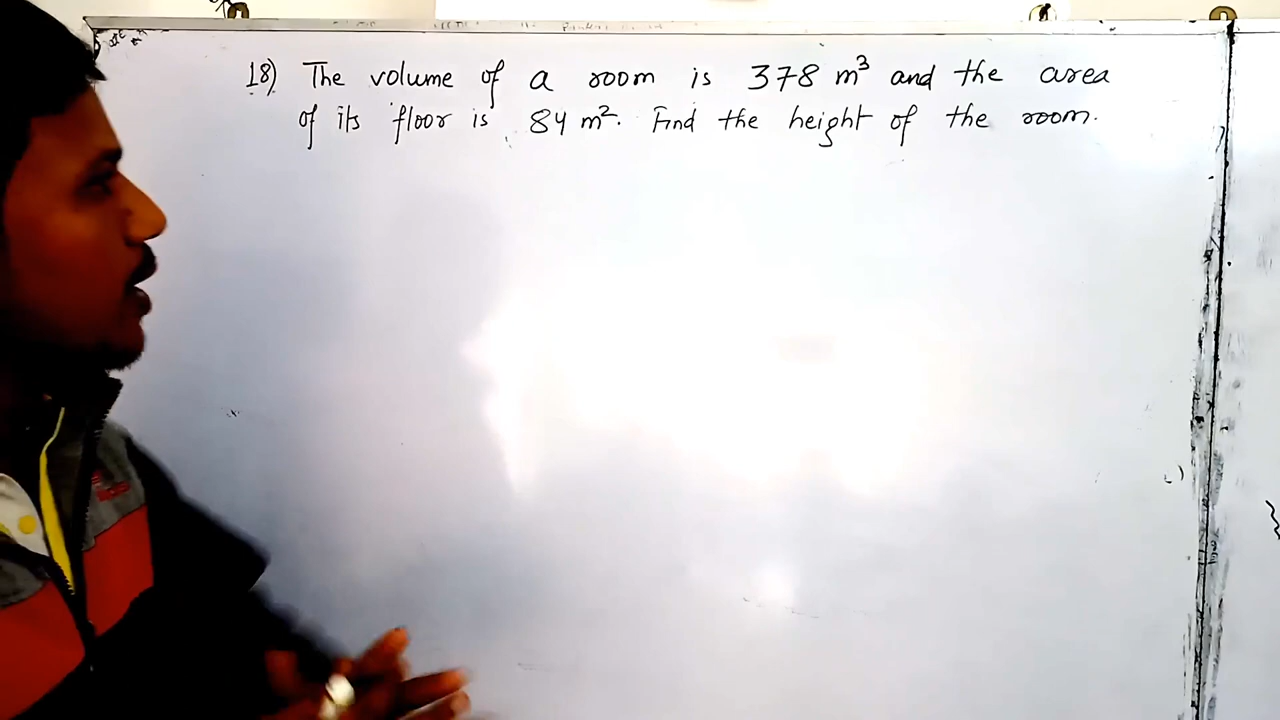 18) The volume of a room is 378 m³ and the area
of its floor is 84 m². Find the height of the room.